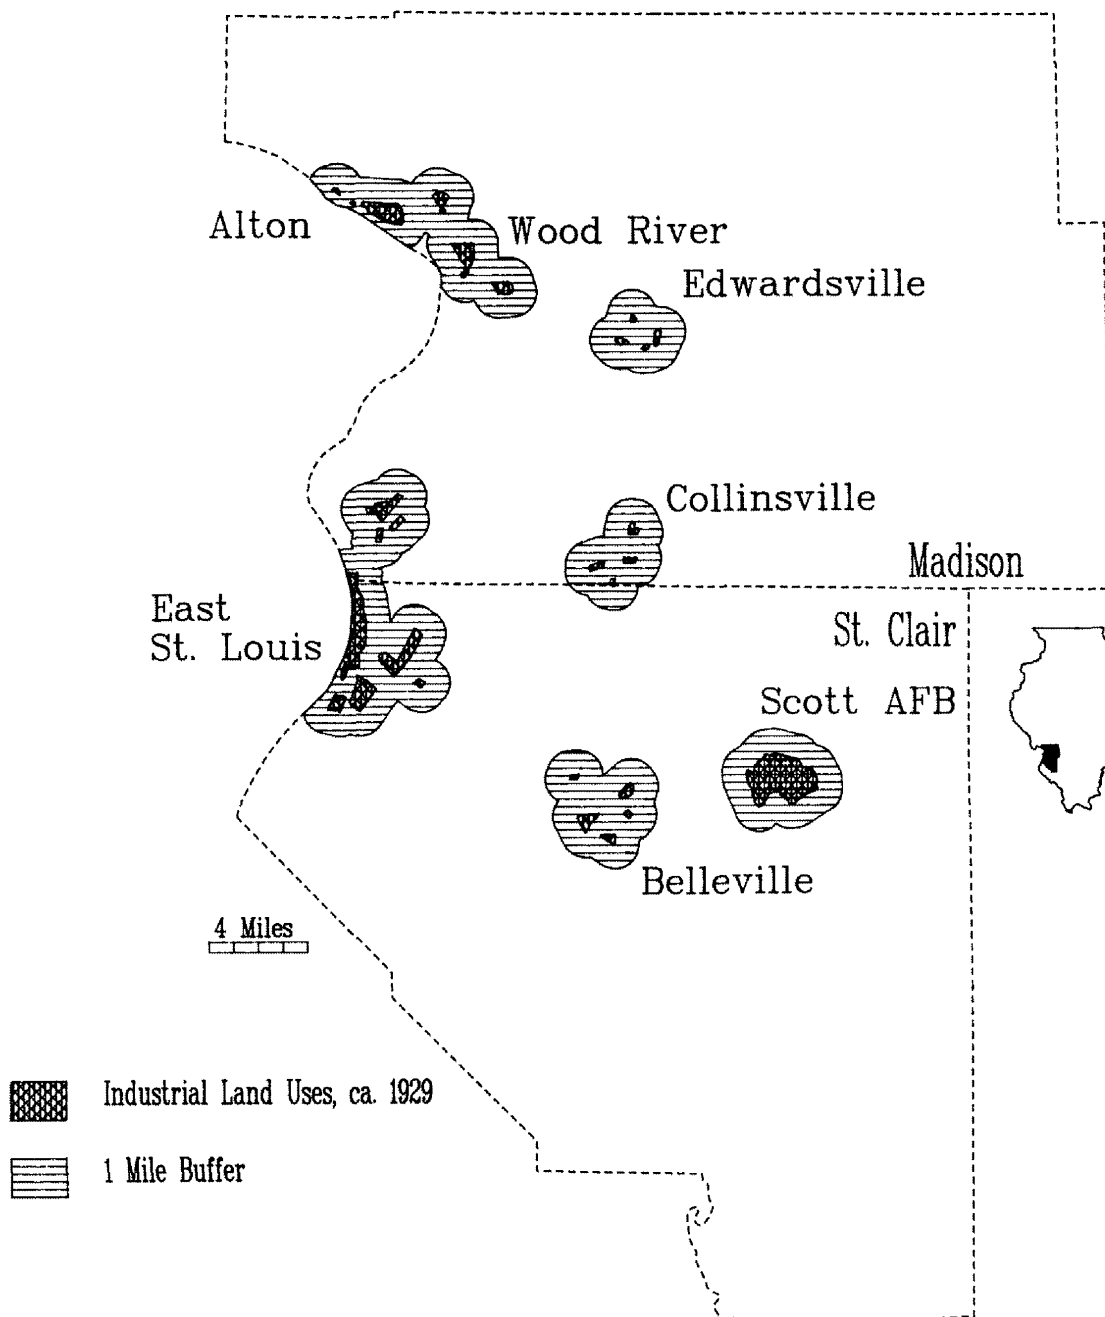 Alton
Wood River
Edwardsville
Collinsville
Madison
East
St. Louis
St. Clair
Scott AFB
Belleville
4 Miles
Industrial Land Uses, ca. 1929
1 Mile Buffer